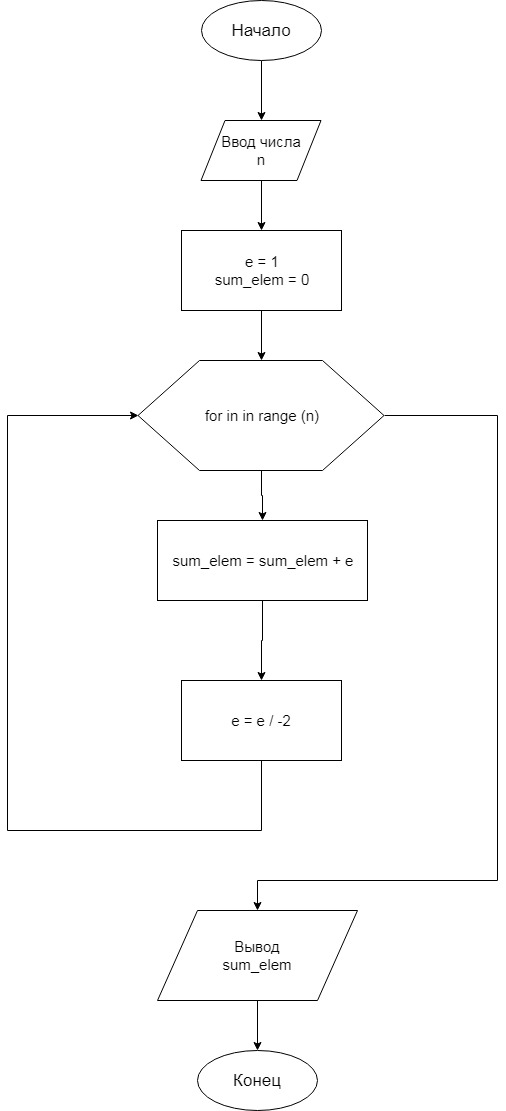 Начало
Ввод числа
n
e = 1
sum_elem = 0
for in in range (n)
sum_elem = sum_elem + e
e = e / -2
Вывод
sum_elem
Конец